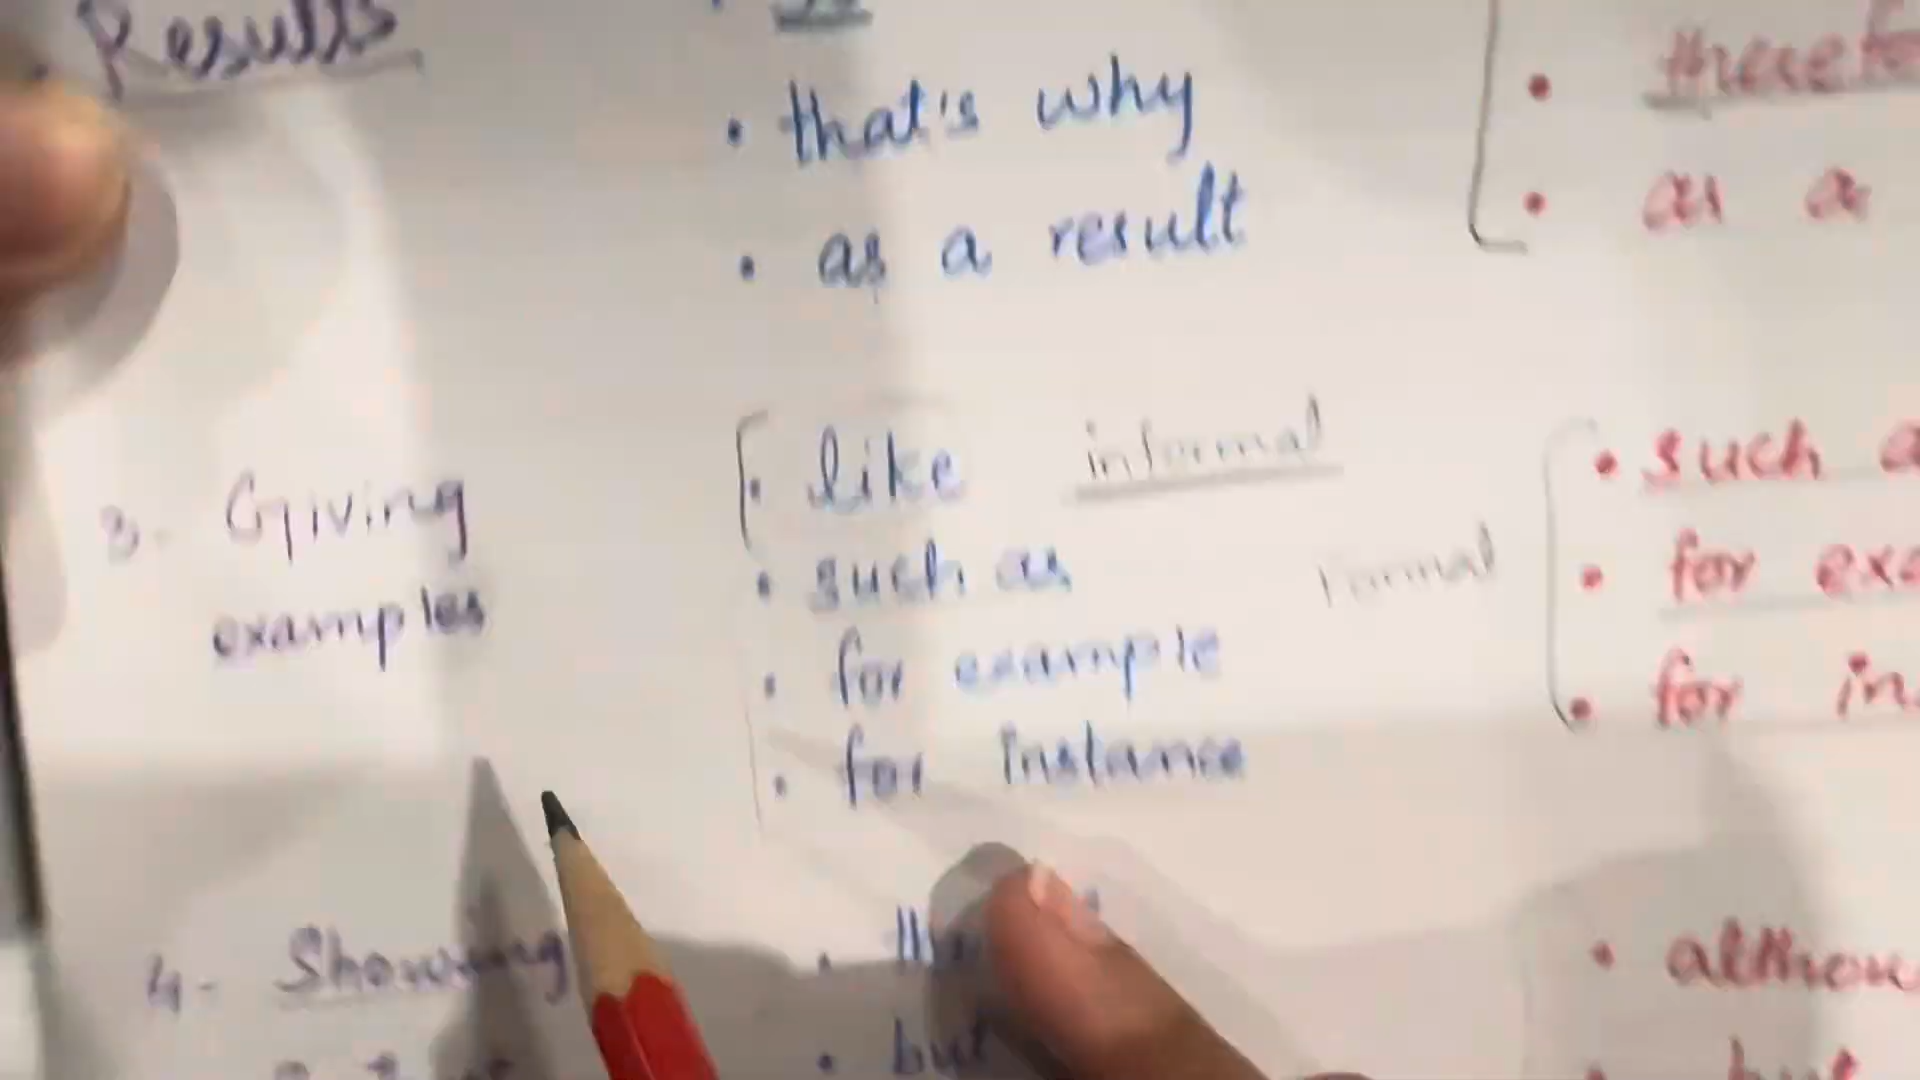 Results
• that's why
• as a result
• therefo
• as a
3- Giving
examples
• like informal
• such as
• for example
• for instance
formal
• such a
• for exa
• for in
4- Showing
• but
• althou
• but